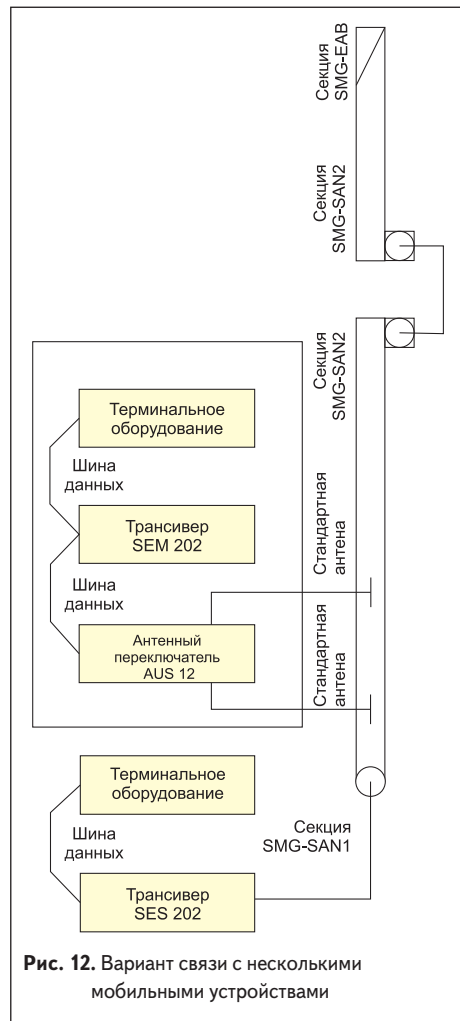 Секция
SMG-EAB
Секция
SMG-SAN2
Секция
SMG-SAN2
Терминальное
оборудование
Шина
данных
Трансивер
SEM 202
Шина
данных
Антенный
переключатель
AUS 12
Стандартная
антена
Стандартная
антена
Терминальное
оборудование
Шина
данных
Трансивер
SES 202
Секция
SMG-SAN1
Рис. 12. Вариант связи с несколькими
мобильными устройствами